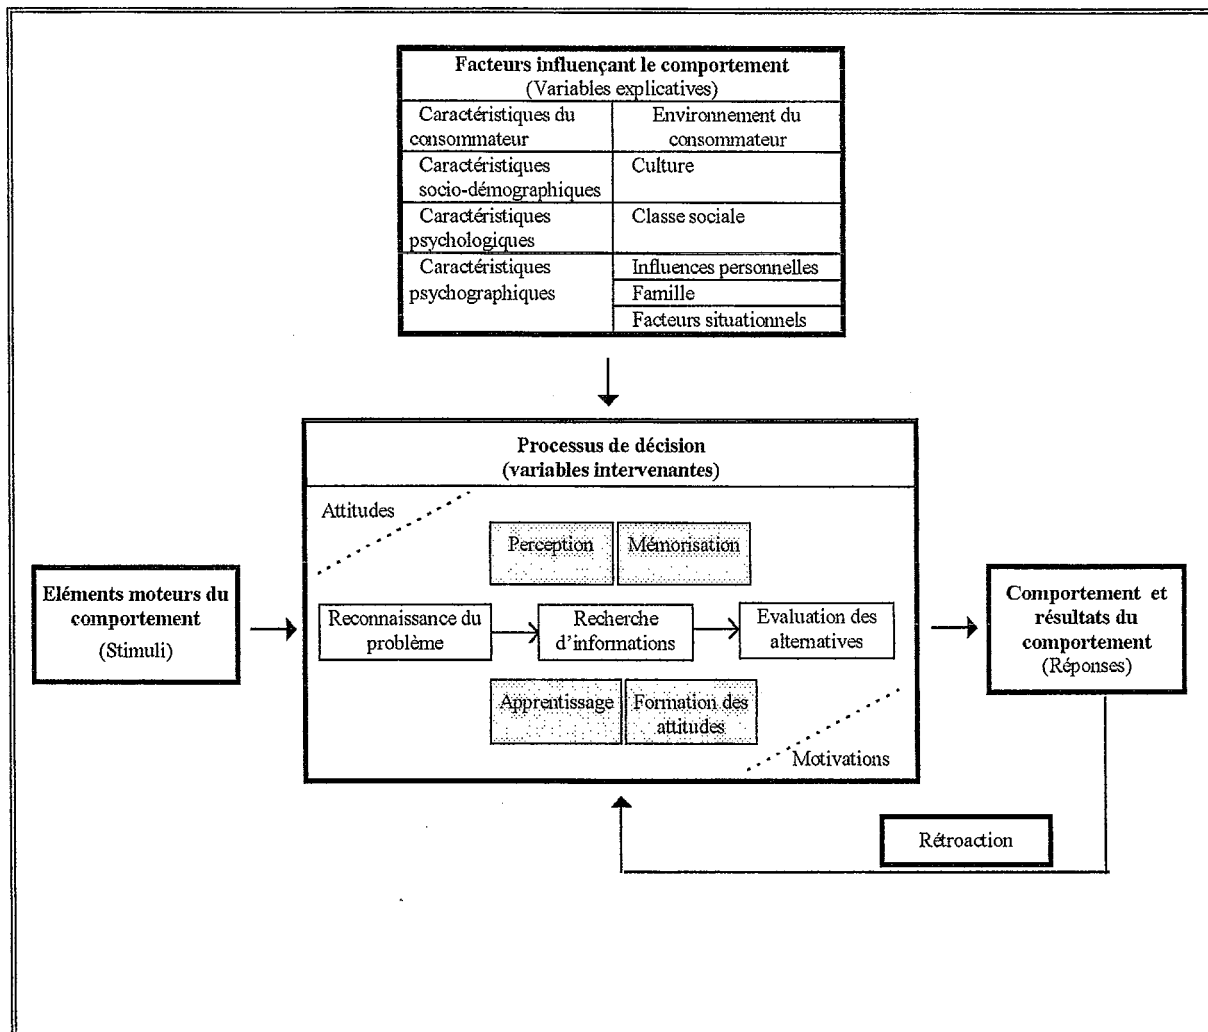 Facteurs influençant le comportement
(Variables explicatives)
Caractéristiques du
consommateur
Environnement du
consommateur
Caractéristiques
socio-démographiques
Culture
Caractéristiques
psychologiques
Classe sociale
Caractéristiques
psychographiques
Influences personnelles
Famille
Facteurs situationnels
Processus de décision
(variables intervenantes)
Attitudes
Perception
Mémorisation
Eléments moteurs du
comportement
(Stimuli)
Reconnaissance du
problème
Recherche
d'informations
Evaluation des
alternatives
Comportement et
résultats du
comportement
(Réponses)
Apprentissage
Formation des
attitudes
Motivations
Rétroaction